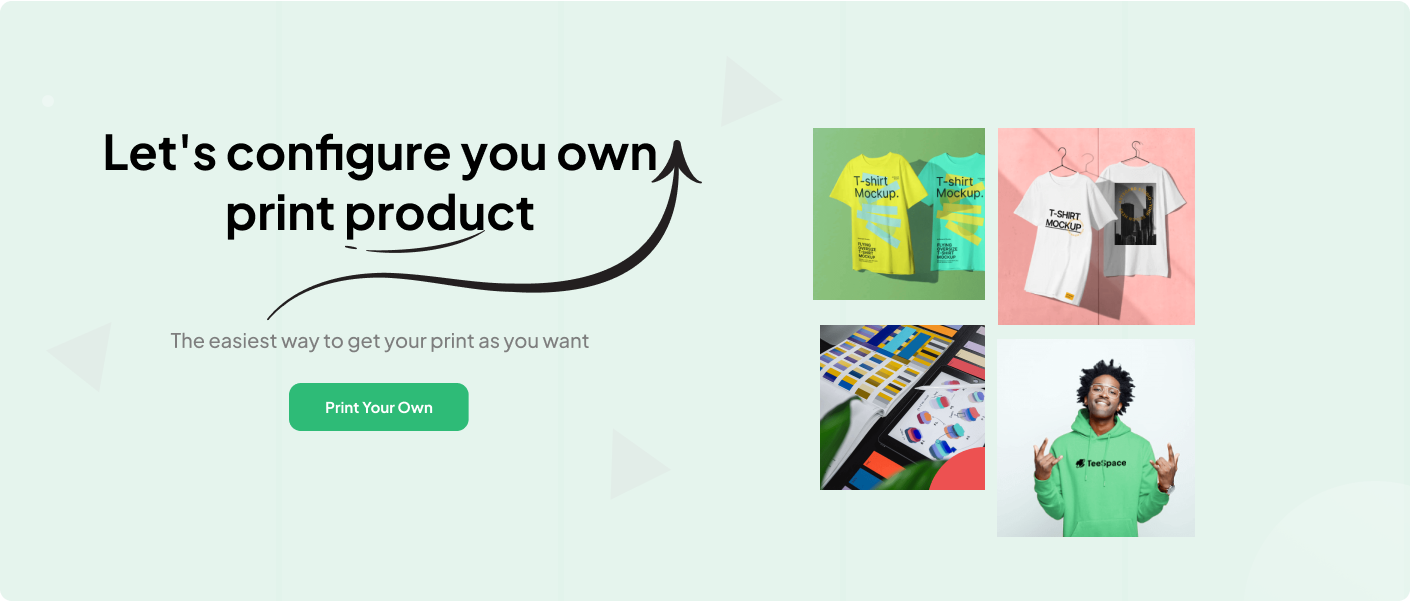 Let's configure you own
print product
The easiest way to get your print as you want
Print Your Own
T-shirt
Mockup.
FLYING
OVERSIZE
T-SHIRT
MOCKUP
T-shirt
Mockup.
FLYING
OVERSIZE
T-SHIRT
MOCKUP
T-SHIRT
MOCKUP
TeeSpace